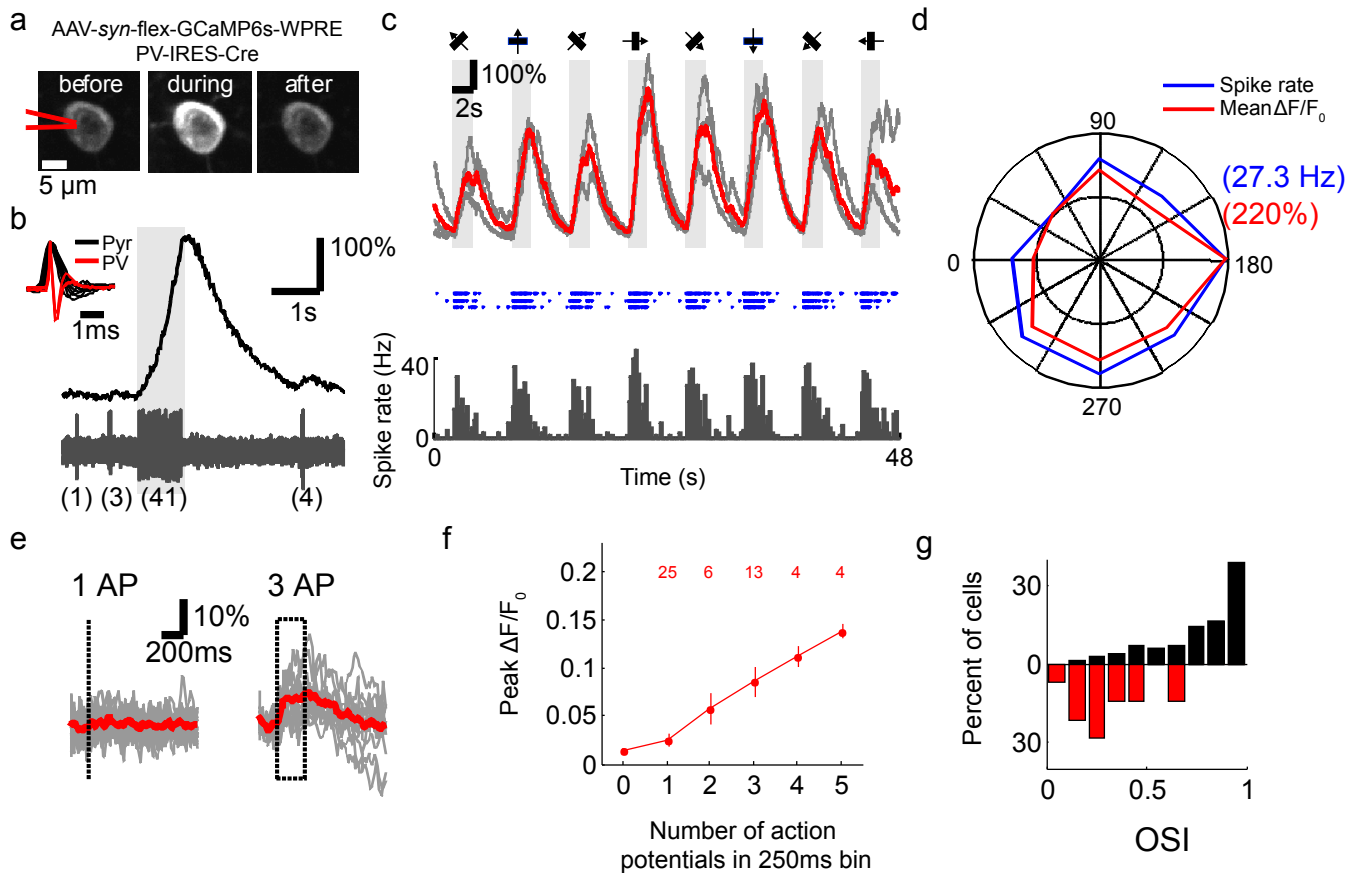 a
AAV-syn-flex-GCaMP6s-WPRE
PV-IRES-Cre
before
during
after
5 µm
b
Pyr
PV
1ms
100%
1s
(1)
(3)
(41)
(4)
c
100%
2s
Spike rate (Hz)
40
0
0
48
Time (s)
d
Spike rate
Mean ΔF/F0
90
(27.3 Hz)
(220%)
0
180
270
e
1 AP
3 AP
10%
200ms
f
Peak ΔF/F0
0.2
0.15
0.1
0.05
0
25
6
13
4
4
0
1
2
3
4
5
Number of action
potentials in 250ms bin
g
Percent of cells
30
0
30
0
0.5
1
OSI